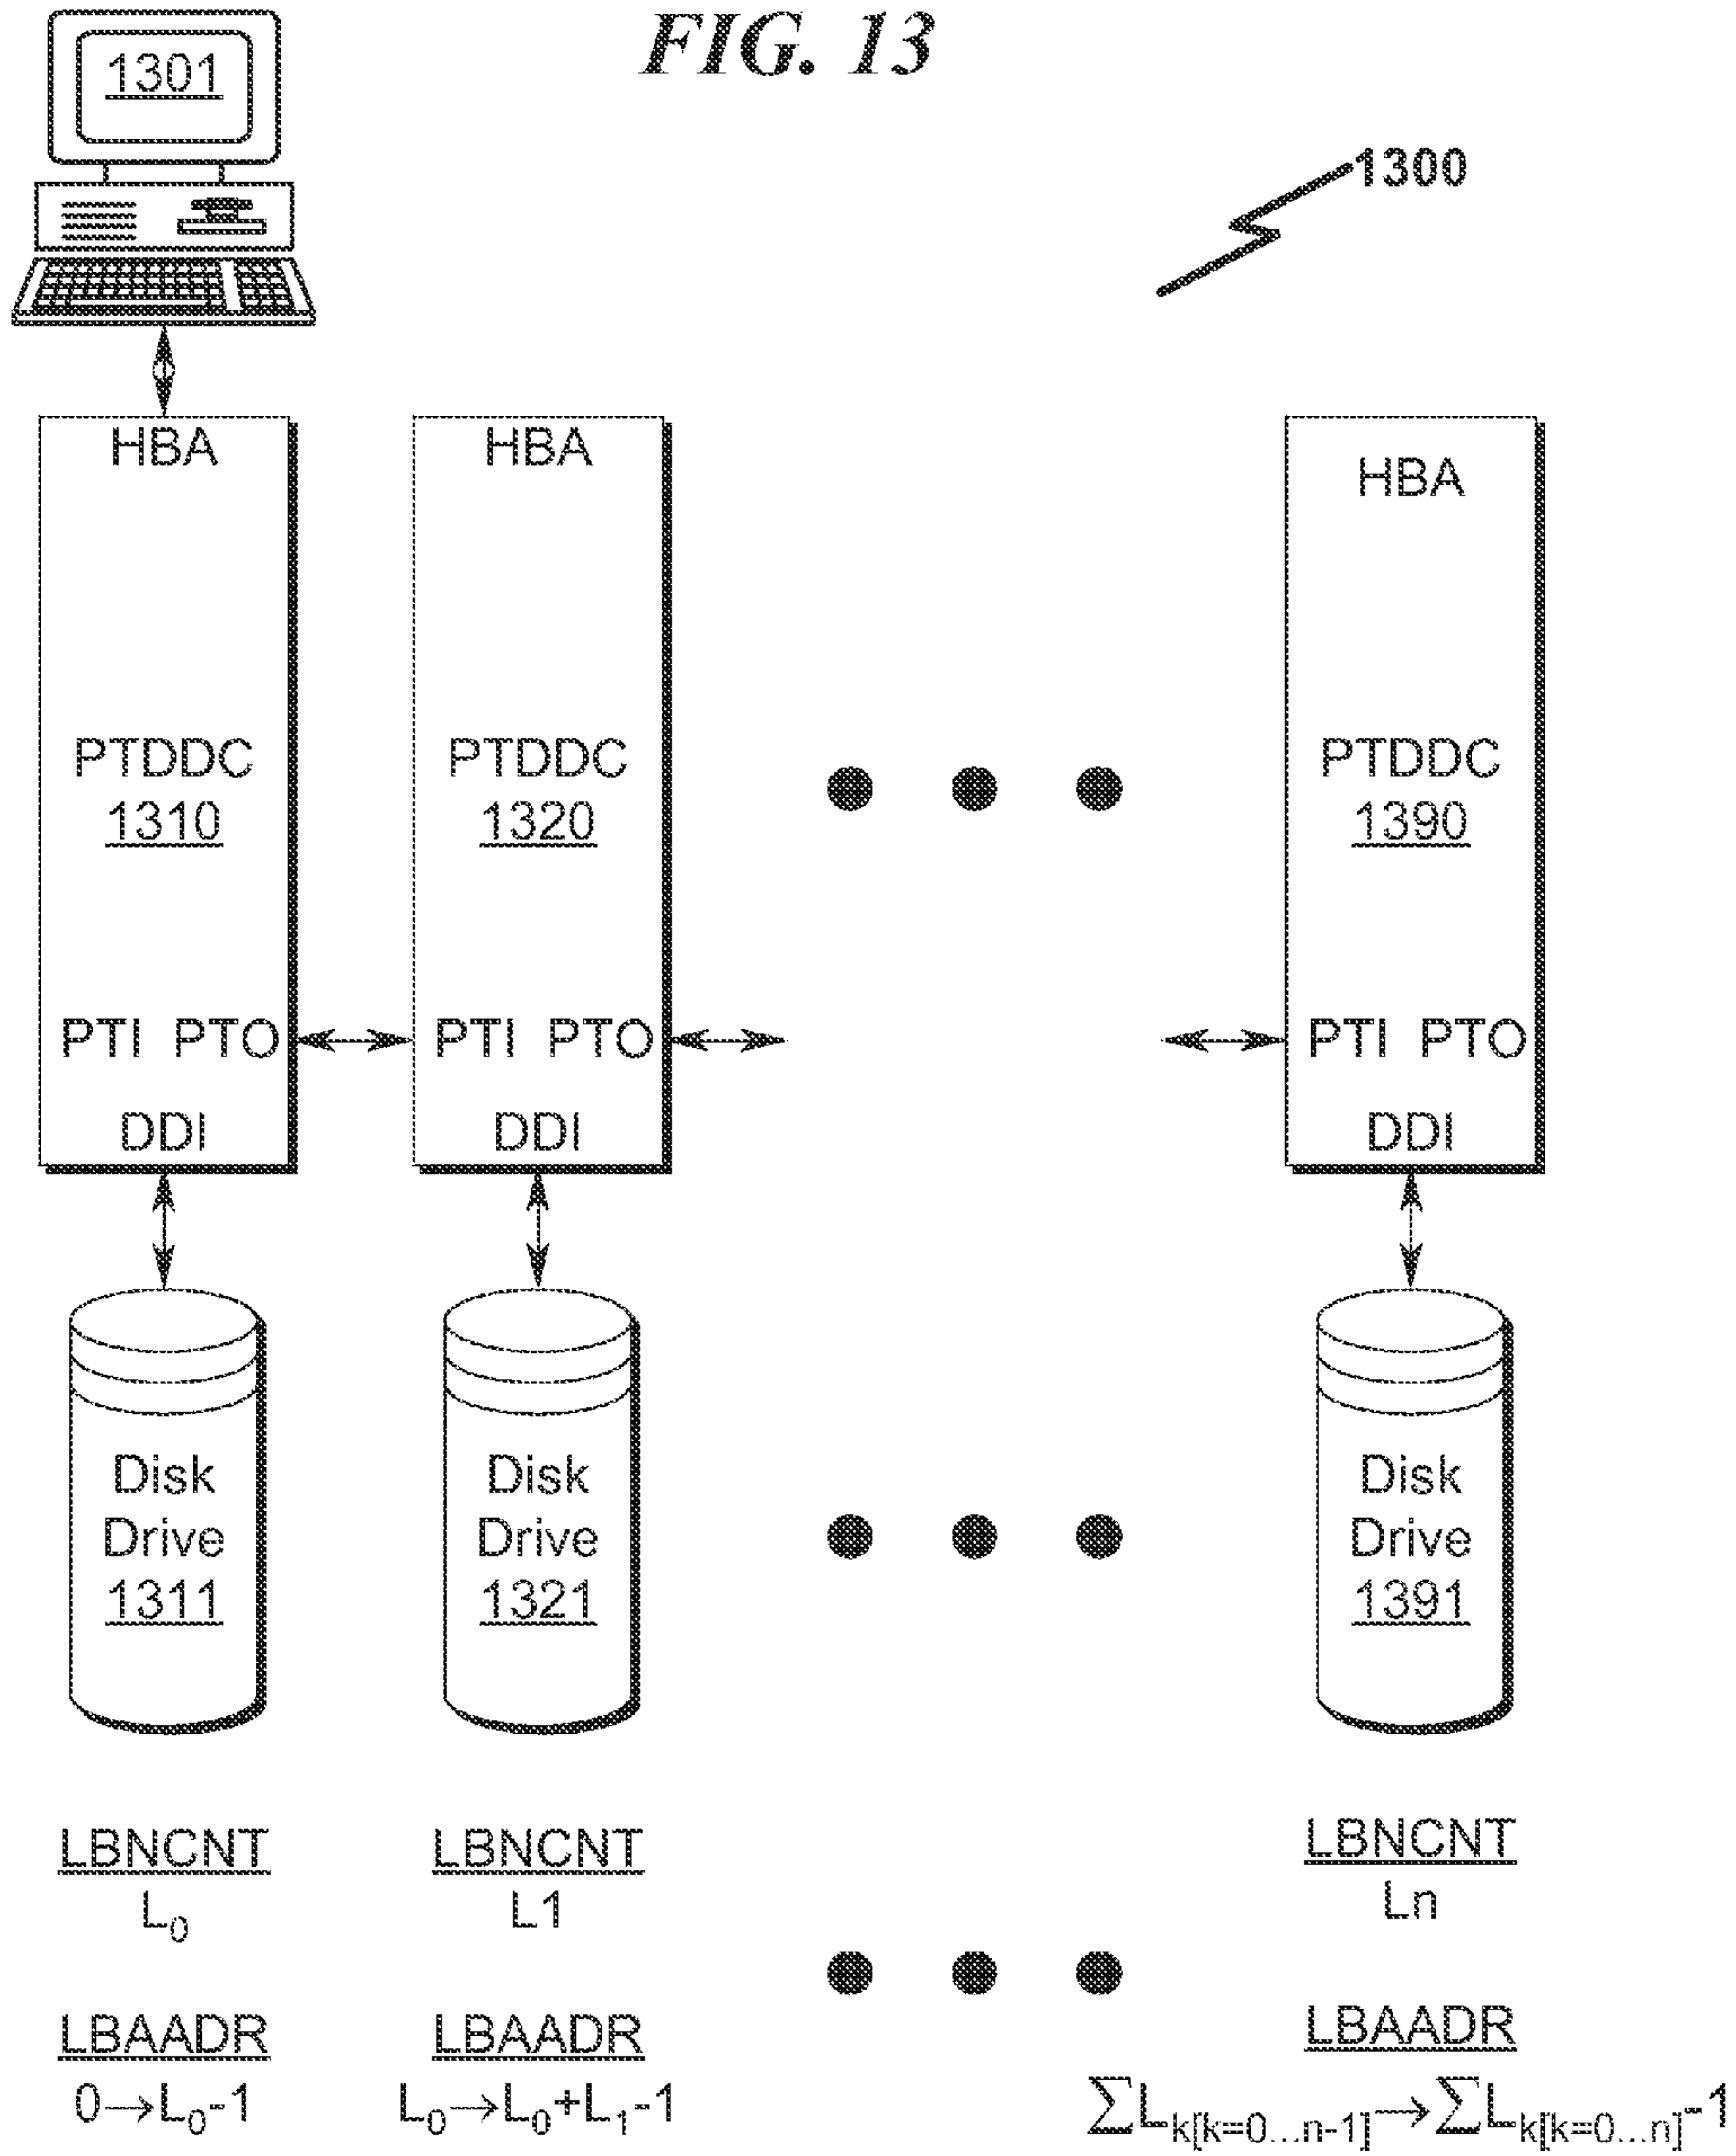 FIG. 13
1301
1300
HBA
HBA
HBA
PTDDC
1310
PTDDC
1320
PTDDC
1390
PTI PTO
PTI PTO
PTI PTO
DDI
DDI
DDI
Disk
Drive
1311
Disk
Drive
1321
Disk
Drive
1391
LBNCNT
L₀
LBNCNT
L1
LBNCNT
Ln
LBAADR
0→L₀-1
LBAADR
L₀→L₀+L₁-1
LBAADR
∑Lk[k=0...n-1]→∑Lk[k=0...n]-1